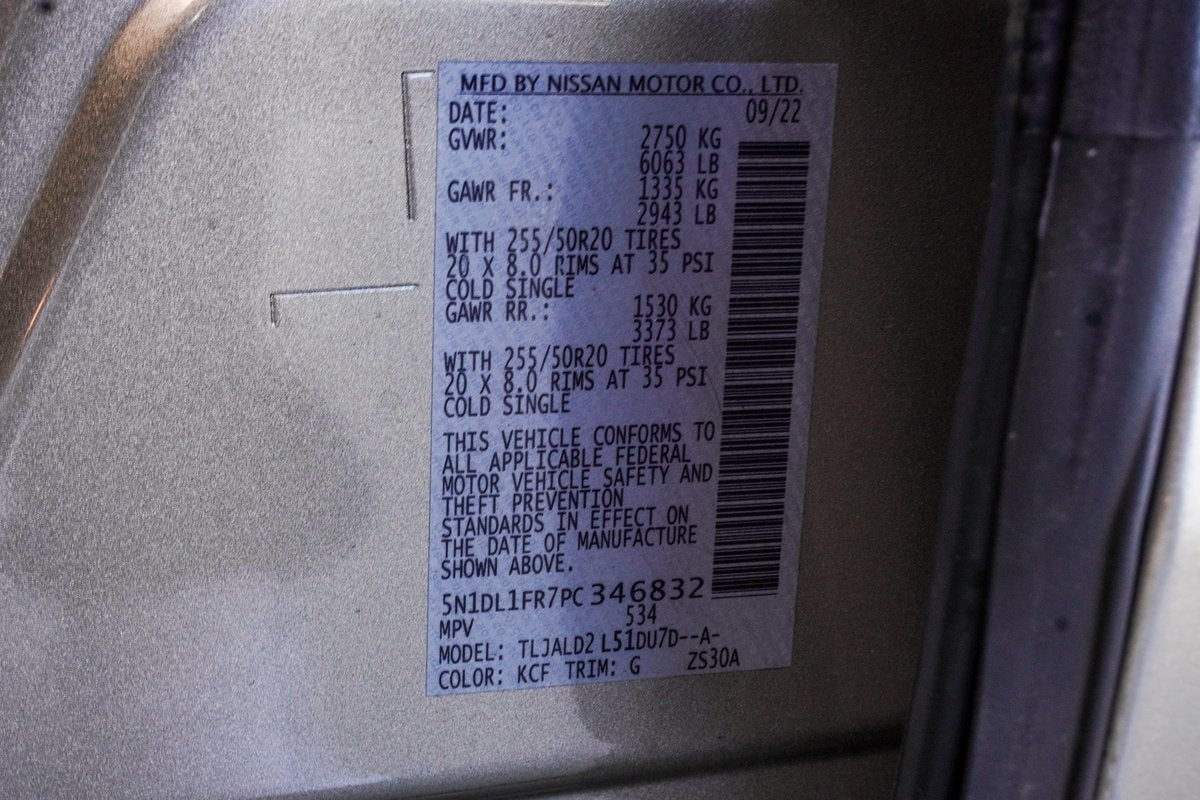 MFD BY NISSAN MOTOR CO., LTD.
DATE: 09/22
GVWR: 2750 KG
6063 LB
GAWR FR.: 1335 KG
2943 LB
WITH 255/50R20 TIRES
20 X 8.0 RIMS AT 35 PSI
COLD SINGLE
GAWR RR.: 1530 KG
3373 LB
WITH 255/50R20 TIRES
20 X 8.0 RIMS AT 35 PSI
COLD SINGLE
THIS VEHICLE CONFORMS TO
ALL APPLICABLE FEDERAL
MOTOR VEHICLE SAFETY AND
THEFT PREVENTION
STANDARDS IN EFFECT ON
THE DATE OF MANUFACTURE
SHOWN ABOVE.
5N1DL1FR7PC346832
MPV 534
MODEL: TLJALD2 L51DU7D--A-
COLOR: KCF TRIM: G ZS30A